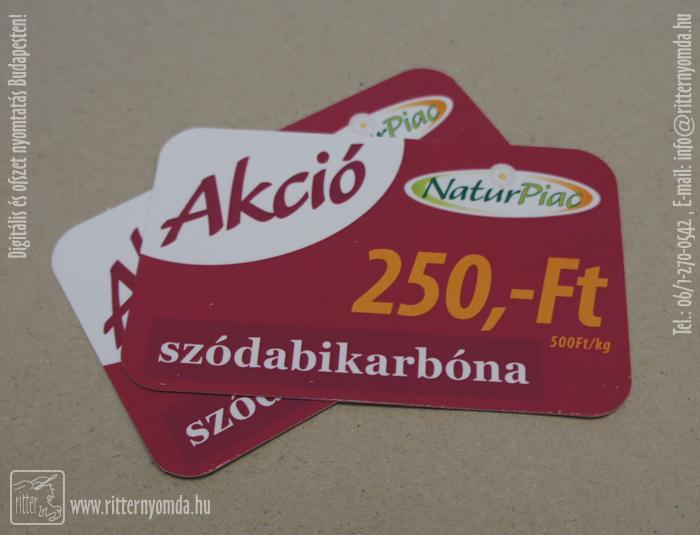 Digitális és ofszet nyomtatás Budapesten!
Tel.: 06/1-270-0542 E-mail: info@ritternyomda.hu
Piac
Akció
NaturPiac
250,-Ft
500Ft/kg
szódabikarbóna
szód
ritter
www.ritternyomda.hu